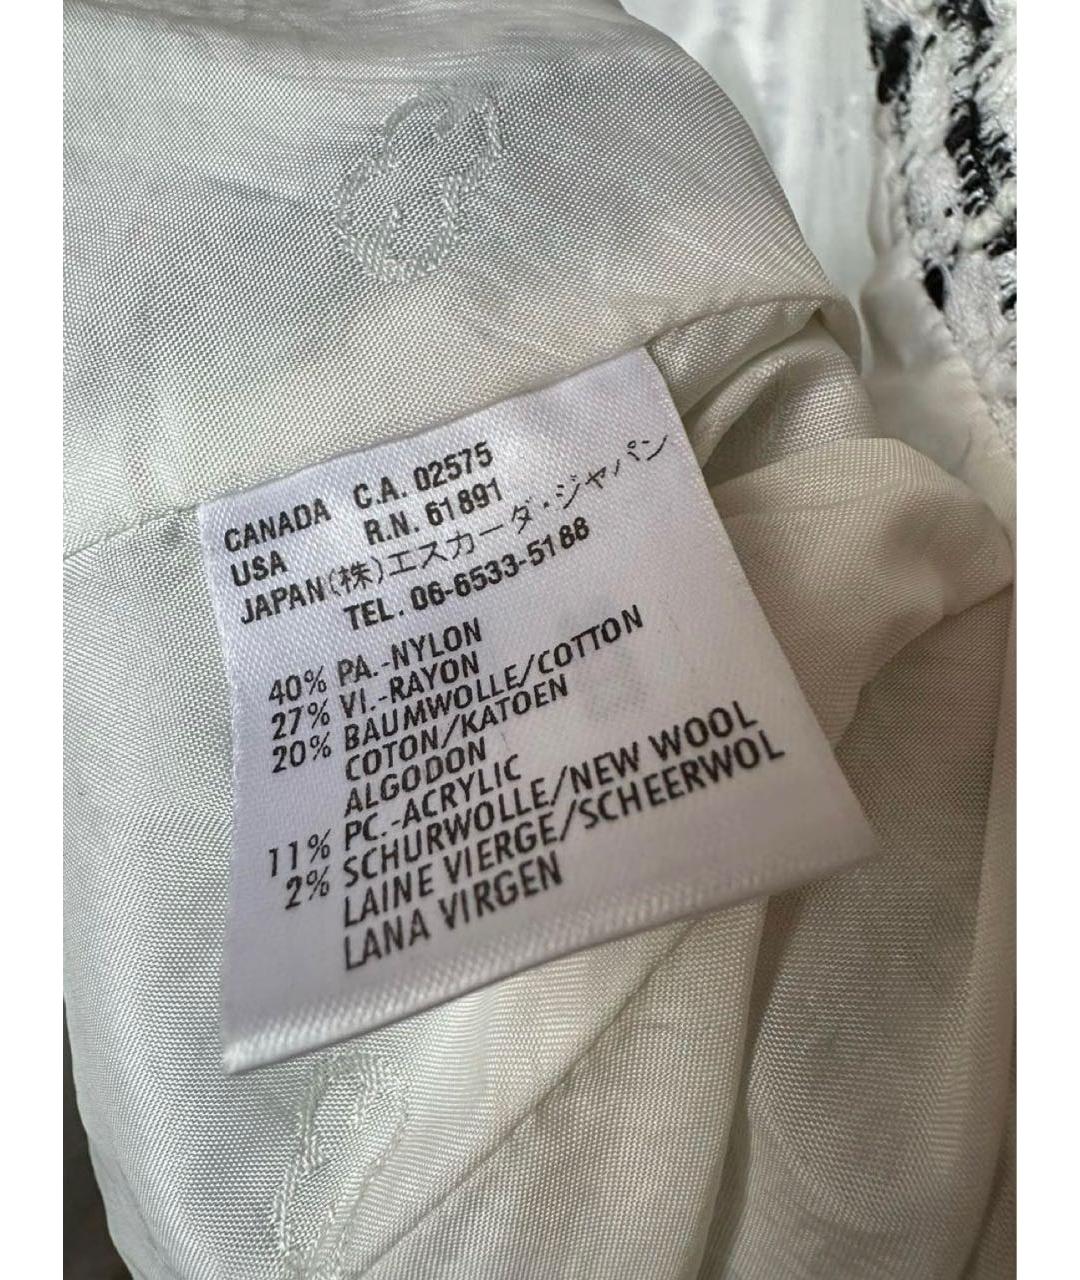 CANADA C.A. 02575
USA R.N. 61891
JAPAN(株)エスカーダ・ジャパン
TEL. 06-6533-5188
40% PA.-NYLON
27% VI.-RAYON
20% BAUMWOLLE/COTTON
COTON/KATOEN
ALGODON
11% PC.-ACRYLIC
2% SCHURWOLLE/NEW WOOL
LAINE VIERGE/SCHEERWOL
LANA VIRGEN